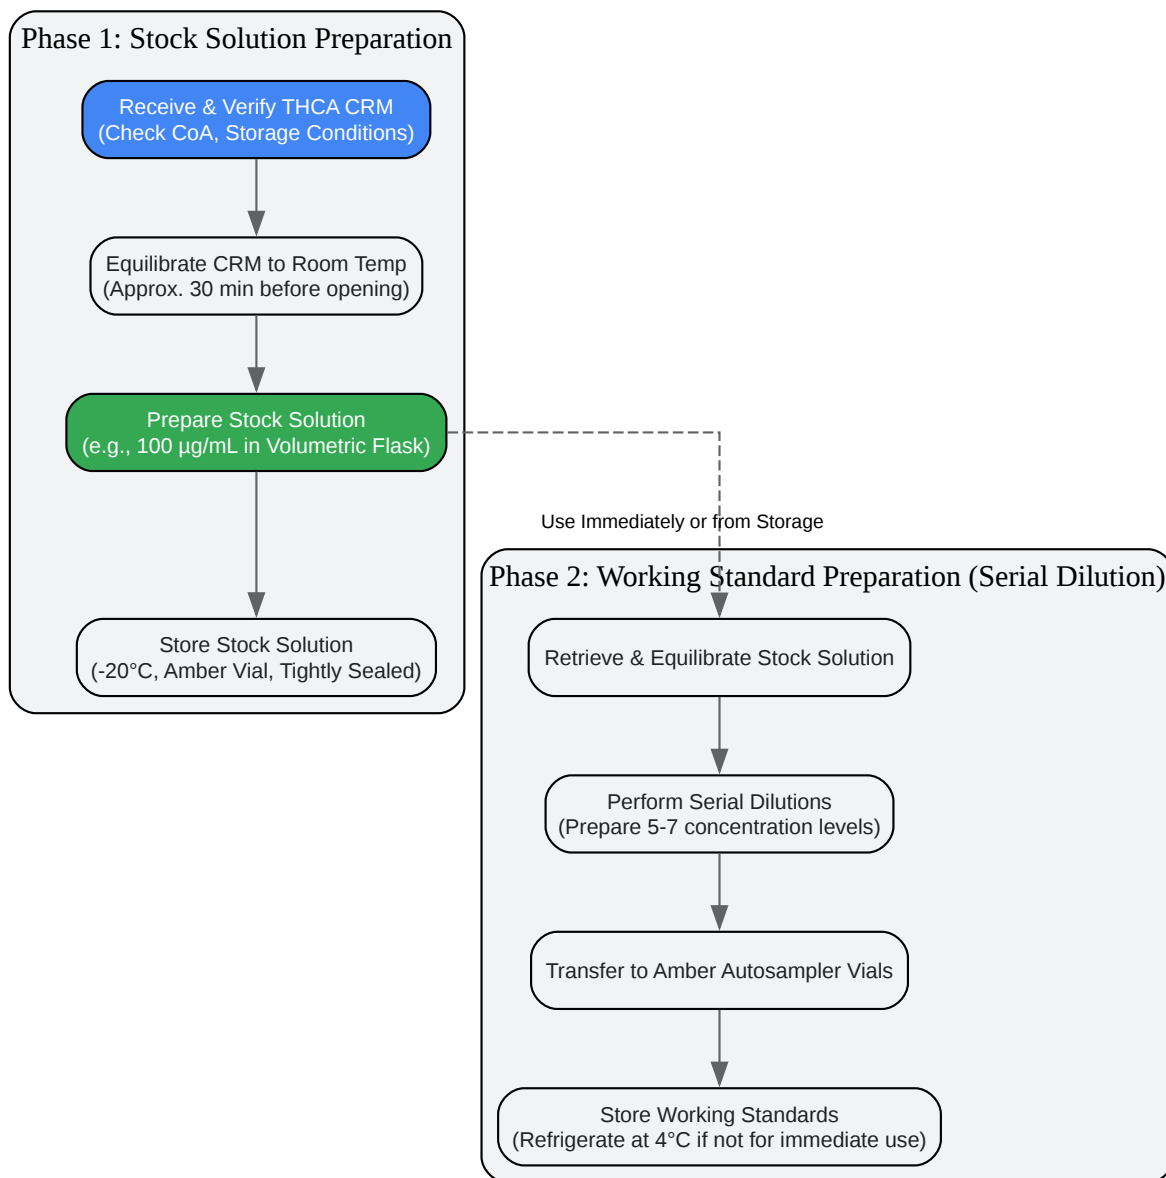 Phase 1: Stock Solution Preparation
Receive & Verify THCA CRM
(Check CoA, Storage Conditions)
Equilibrate CRM to Room Temp
(Approx. 30 min before opening)
Prepare Stock Solution
(e.g., 100 µg/mL in Volumetric Flask)
Store Stock Solution
(-20°C, Amber Vial, Tightly Sealed)
Use Immediately or from Storage
Phase 2: Working Standard Preparation (Serial Dilution)
Retrieve & Equilibrate Stock Solution
Perform Serial Dilutions
(Prepare 5-7 concentration levels)
Transfer to Amber Autosampler Vials
Store Working Standards
(Refrigerate at 4°C if not for immediate use)